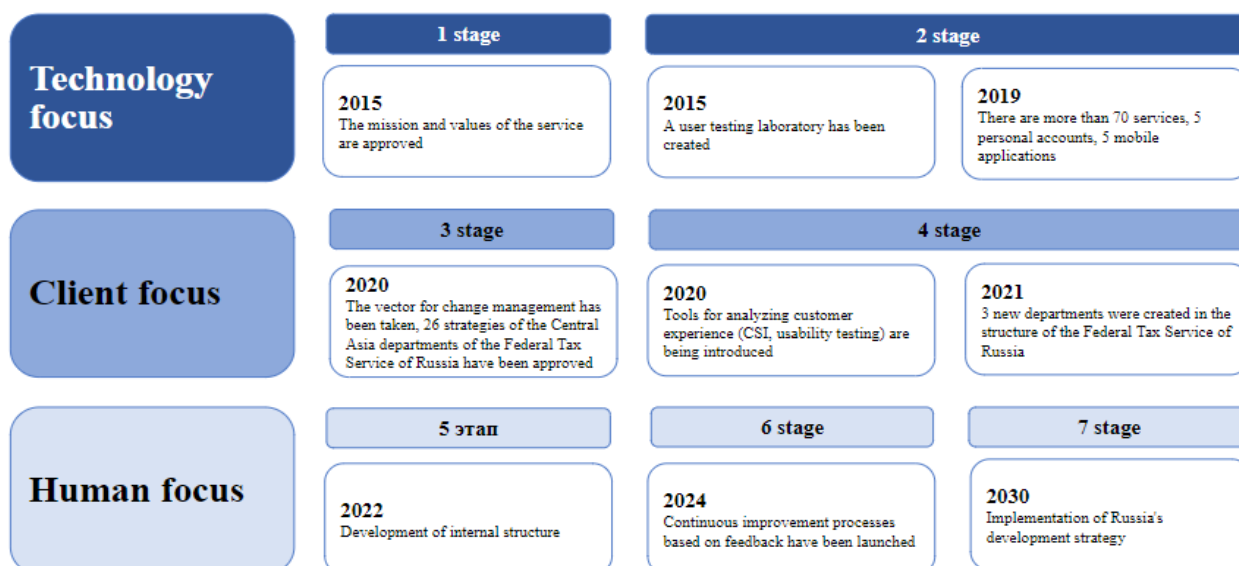 Technology
focus
1 stage
2 stage
2015
The mission and values of the service
are approved
2015
A user testing laboratory has been
created
2019
There are more than 70 services, 5
personal accounts, 5 mobile
applications
Client focus
3 stage
4 stage
2020
The vector for change management has
been taken, 26 strategies of the Central
Asia departments of the Federal Tax
Service of Russia have been approved
2020
Tools for analyzing customer
experience (CSI, usability testing) are
being introduced
2021
3 new departments were created in the
structure of the Federal Tax Service of
Russia
Human focus
5 этап
6 stage
7 stage
2022
Development of internal structure
2024
Continuous improvement processes
based on feedback have been launched
2030
Implementation of Russia's
development strategy